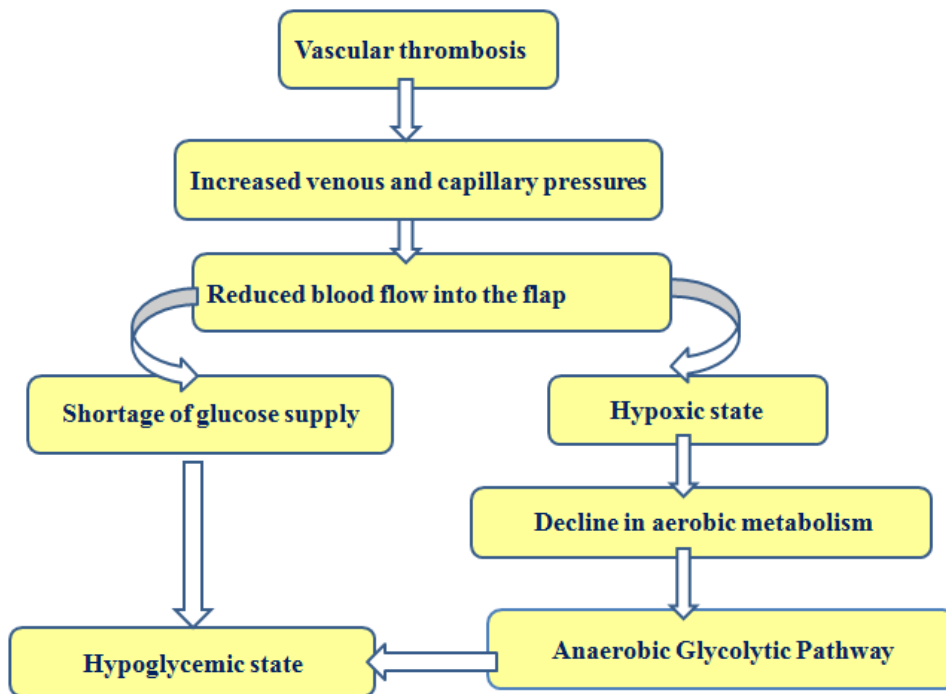 Vascular thrombosis
Increased venous and capillary pressures
Reduced blood flow into the flap
Shortage of glucose supply
Hypoxic state
Decline in aerobic metabolism
Hypoglycemic state
Anaerobic Glycolytic Pathway